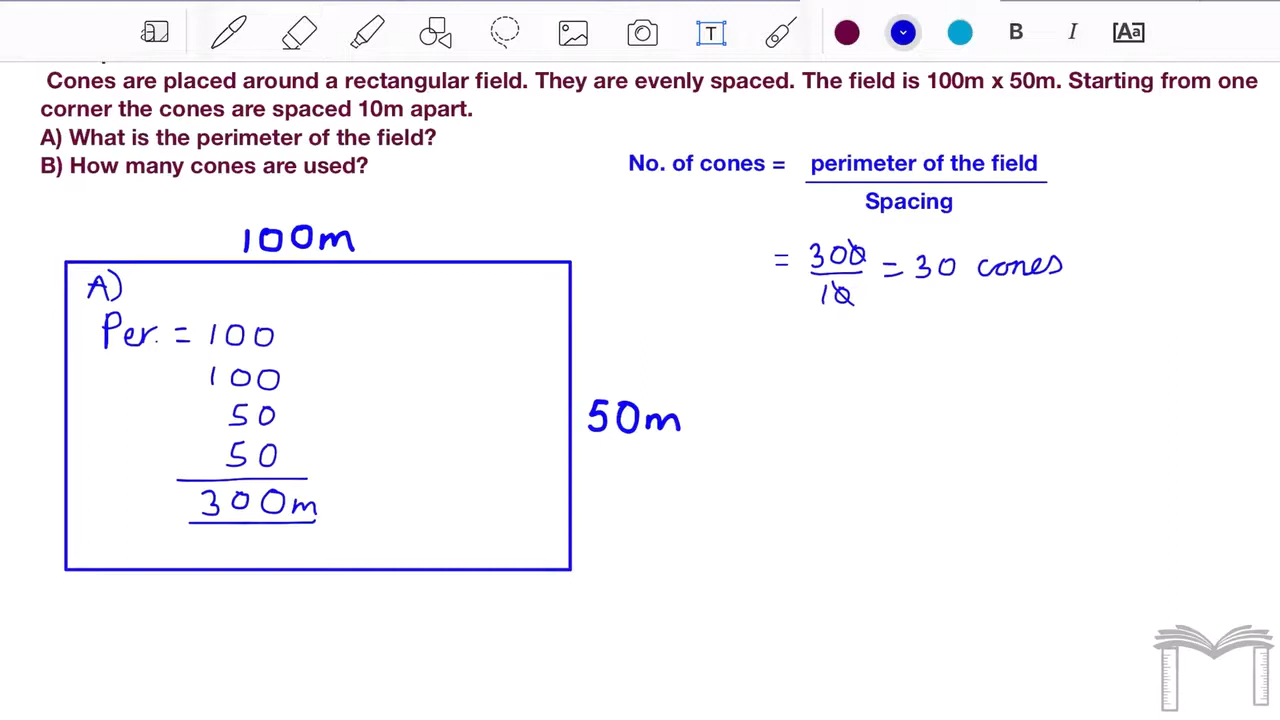 T B I [Aa]
Cones are placed around a rectangular field. They are evenly spaced. The field is 100m x 50m. Starting from one
corner the cones are spaced 10m apart.
A) What is the perimeter of the field?
B) How many cones are used?
No. of cones = perimeter of the field
Spacing
= 300 = 30 cones
10
100m
A)
Per. = 100
100
50
50
300m
50m